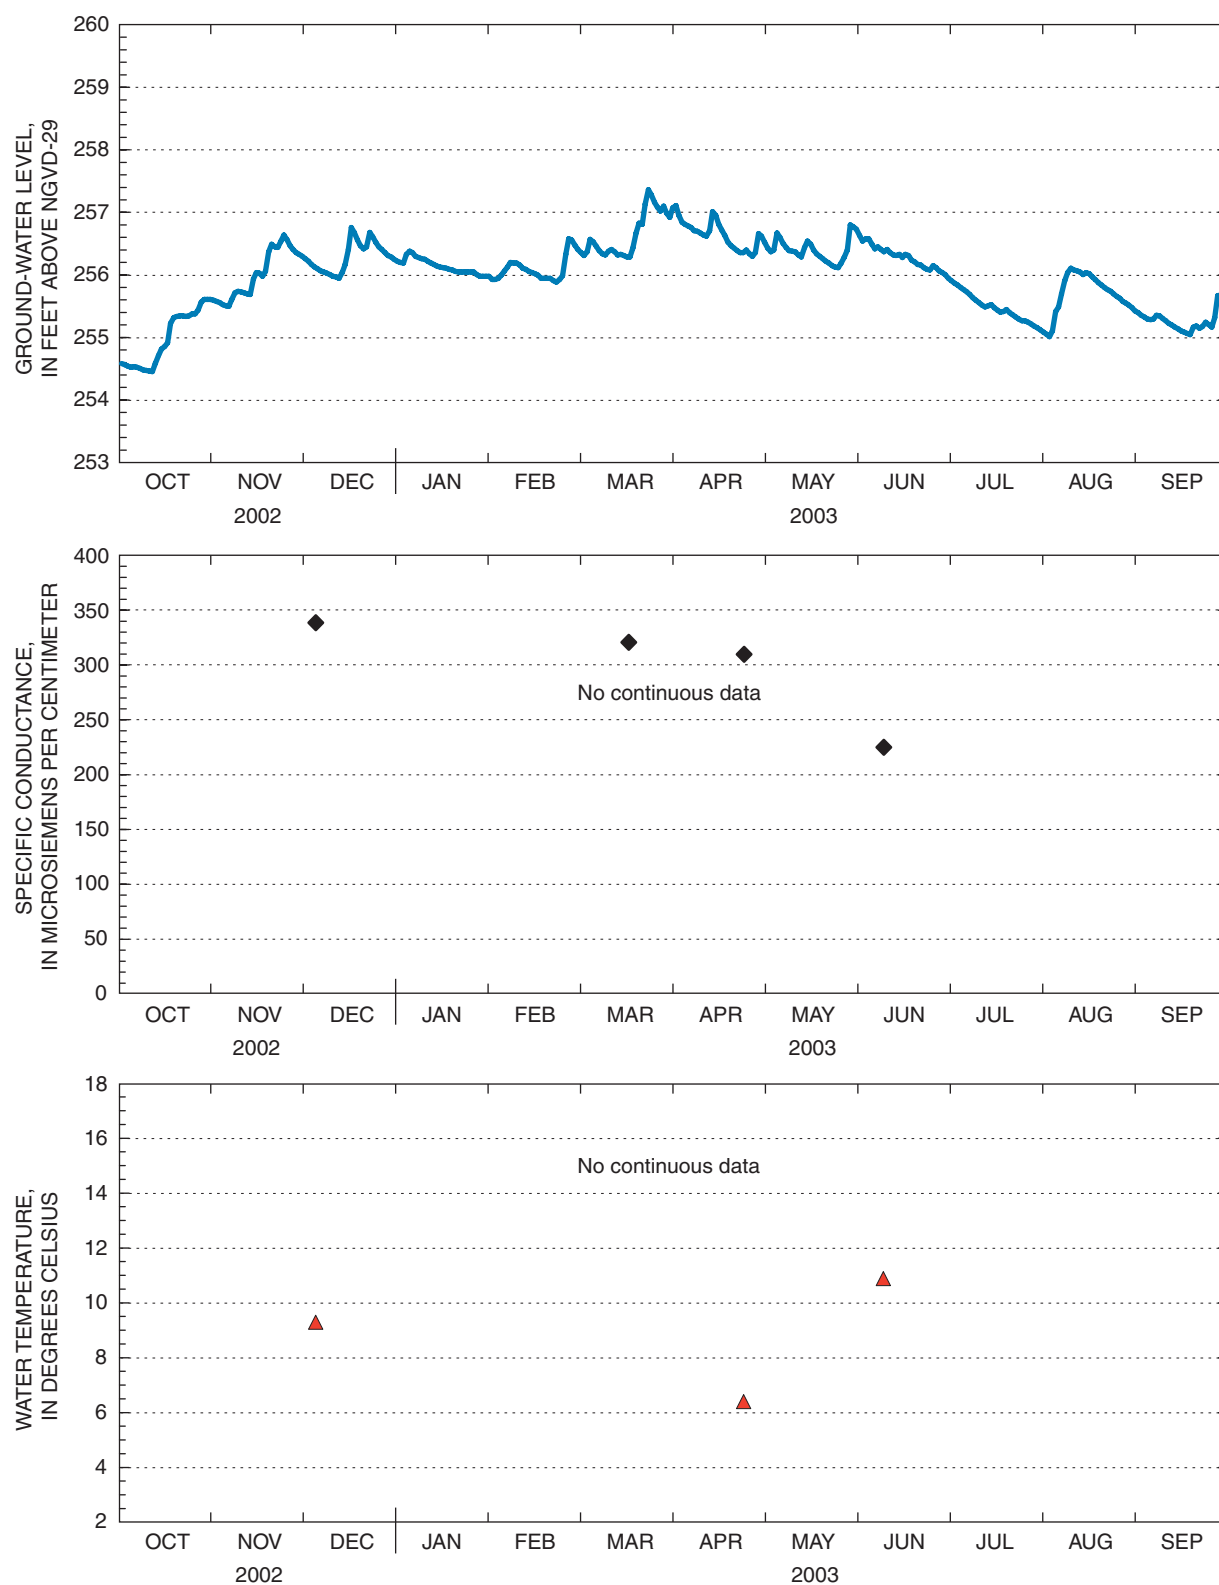 GROUND-WATER LEVEL,
IN FEET ABOVE NGVD-29
260
259
258
257
256
255
254
253
OCT NOV DEC JAN FEB MAR APR MAY JUN JUL AUG SEP
2002 2003
SPECIFIC CONDUCTANCE,
IN MICROSIEMENS PER CENTIMETER
400
350
300
250
200
150
100
50
0
No continuous data
OCT NOV DEC JAN FEB MAR APR MAY JUN JUL AUG SEP
2002 2003
WATER TEMPERATURE,
IN DEGREES CELSIUS
18
16
14
12
10
8
6
4
2
No continuous data
OCT NOV DEC JAN FEB MAR APR MAY JUN JUL AUG SEP
2002 2003